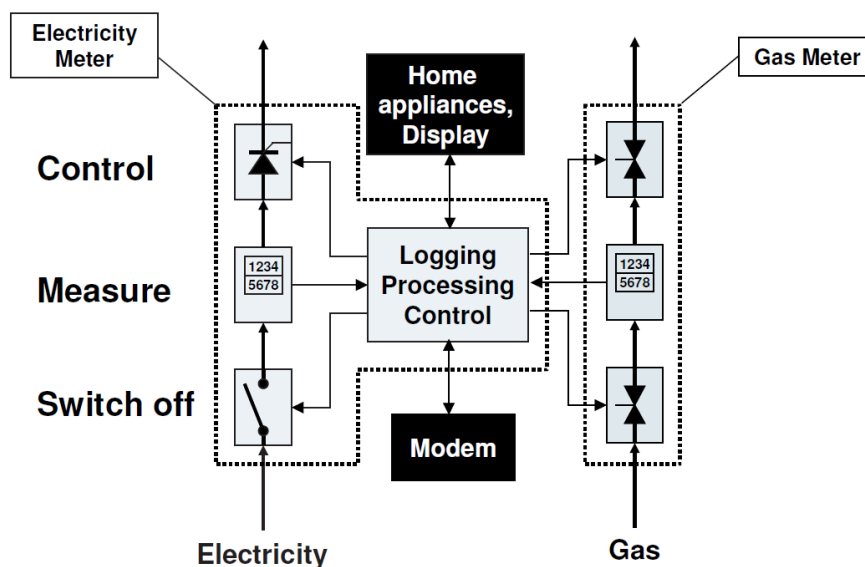 Electricity
Meter
Home
appliances,
Display
Gas Meter
Control
Logging
Processing
Control
Measure
1234
5678
1234
5678
Switch off
Modem
Electricity
Gas